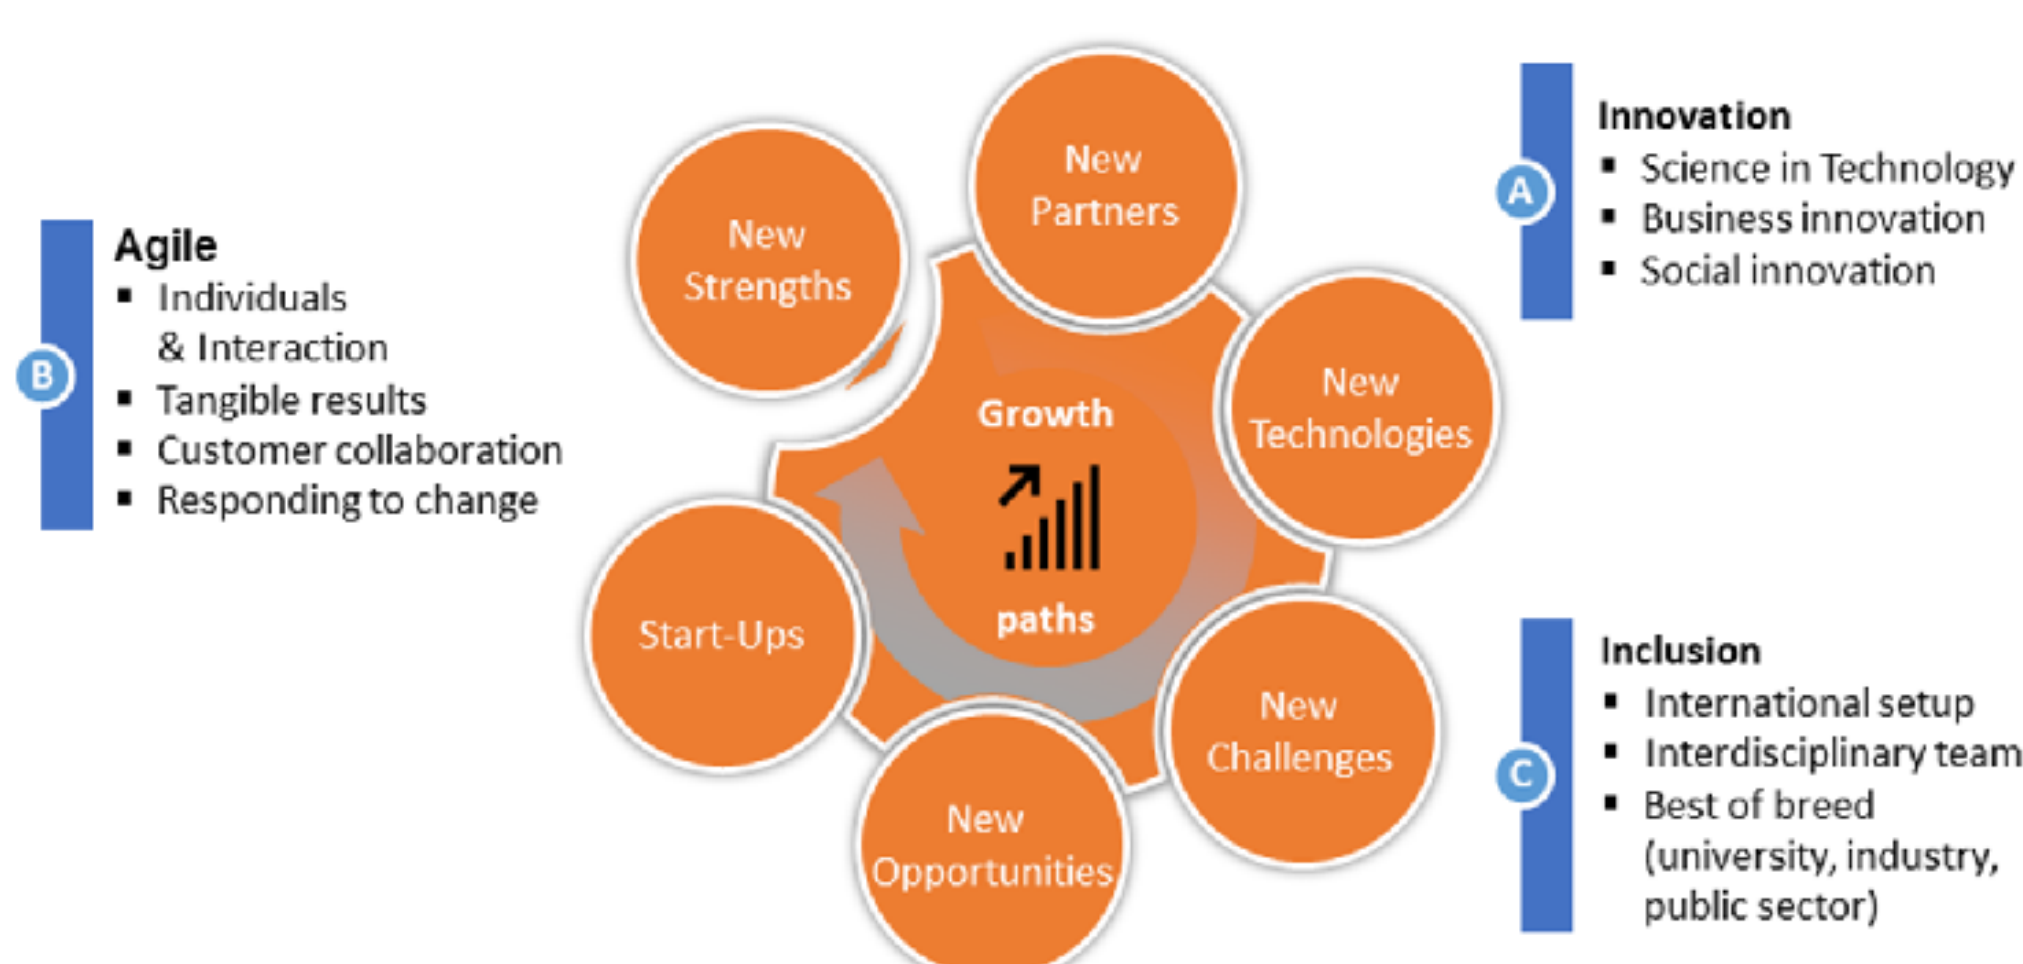 New
Partners
New
Strengths
New
Technologies
Growth
paths
Start-Ups
New
Challenges
New
Opportunities
A
Innovation
▪ Science in Technology
▪ Business innovation
▪ Social innovation
B
Agile
▪ Individuals
& Interaction
▪ Tangible results
▪ Customer collaboration
▪ Responding to change
C
Inclusion
▪ International setup
▪ Interdisciplinary team
▪ Best of breed
(university, industry,
public sector)